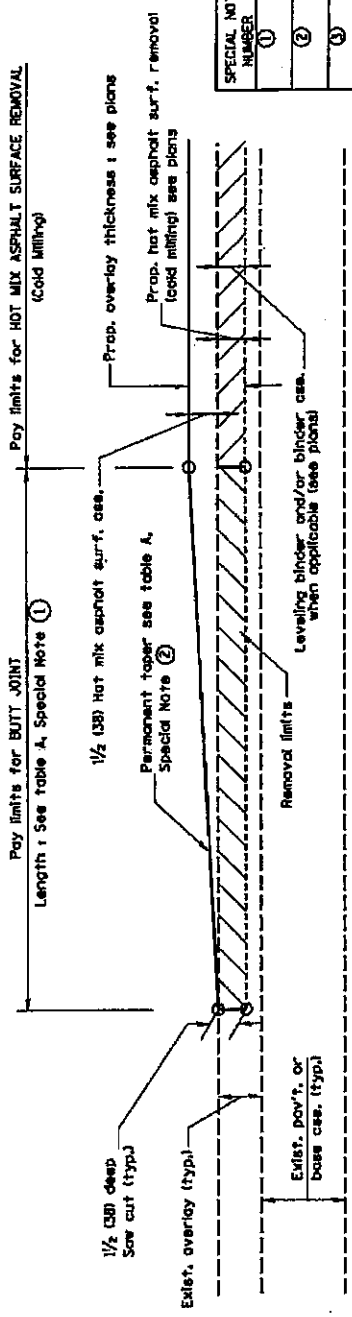 Pay limits for BUTT JOINT
Length : See table A, Special Note ①
Pay limits for HOT MIX ASPHALT SURFACE REMOVAL
(Cold Milling)
1½ (38) deep
Saw cut (typ.)
1½ (38) Hot mix asphalt surf. cse.
Prop. overlay thickness : see plans
Permanent taper see table A,
Special Note ②
Prop. hot mix asphalt surf. removal
(cold milling) see plans
Exist. overlay (typ.)
Removal limits
Exist. pav't. or
base cse. (typ.)
Leveling binder and/or binder cse.
when applicable (see plans)
SPECIAL NOT
NUMBER
①
②
③